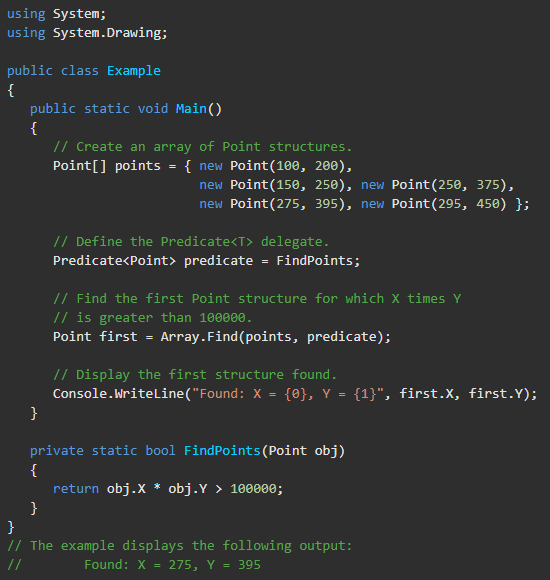 using System;
using System.Drawing;

public class Example
{
   public static void Main()
   {
      // Create an array of Point structures.
      Point[] points = { new Point(100, 200),
                         new Point(150, 250), new Point(250, 375),
                         new Point(275, 395), new Point(295, 450) };

      // Define the Predicate<T> delegate.
      Predicate<Point> predicate = FindPoints;

      // Find the first Point structure for which X times Y
      // is greater than 100000.
      Point first = Array.Find(points, predicate);

      // Display the first structure found.
      Console.WriteLine("Found: X = {0}, Y = {1}", first.X, first.Y);
   }

   private static bool FindPoints(Point obj)
   {
      return obj.X * obj.Y > 100000;
   }
}
// The example displays the following output:
//        Found: X = 275, Y = 395